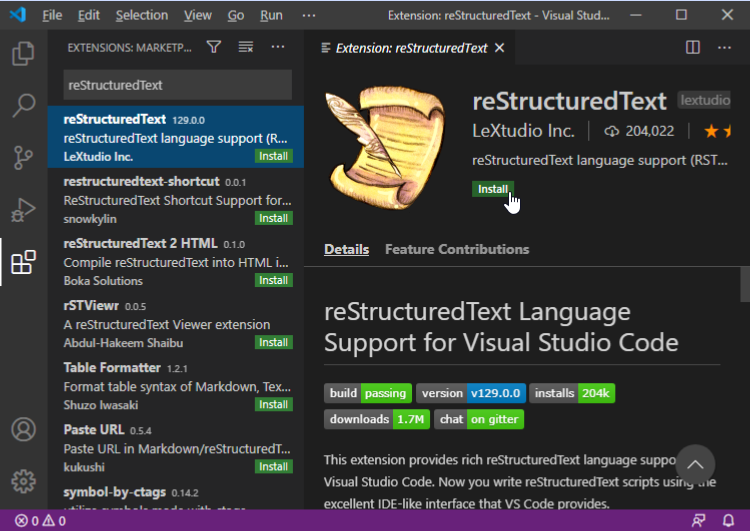 File Edit Selection View Go Run ··· Extension: reStructuredText - Visual Stud...
EXTENSIONS: MARKETP...
Extension: reStructuredText
reStructuredText
reStructuredText 129.0.0
reStructuredText language support (R...
LeXtudio Inc. Install
restructuredtext-shortcut 0.0.1
ReStructuredText Shortcut Support for...
snowkylin Install
reStructuredText 2 HTML 0.1.0
Compile reStructuredText into HTML i...
Boka Solutions Install
rSTViewr 0.0.5
A reStructuredText Viewer extension
Abdul-Hakeem Shaibu Install
Table Formatter 1.2.1
Format table syntax of Markdown, Tex...
Shuzo Iwasaki Install
Paste URL 0.5.4
Paste URL in Markdown/reStructuredT...
kukushi Install
symbol-by-ctags 0.14.2
utilize symbols made with ctags
reStructuredText lextudio
LeXtudio Inc. 204,022
reStructuredText language support (RST...
Install
Details Feature Contributions
reStructuredText Language
Support for Visual Studio Code
build passing version v129.0.0 installs 204k
downloads 1.7M chat on gitter
This extension provides rich reStructuredText language suppo
Visual Studio Code. Now you write reStructuredText scripts using the
excellent IDE-like interface that VS Code provides.
0 0